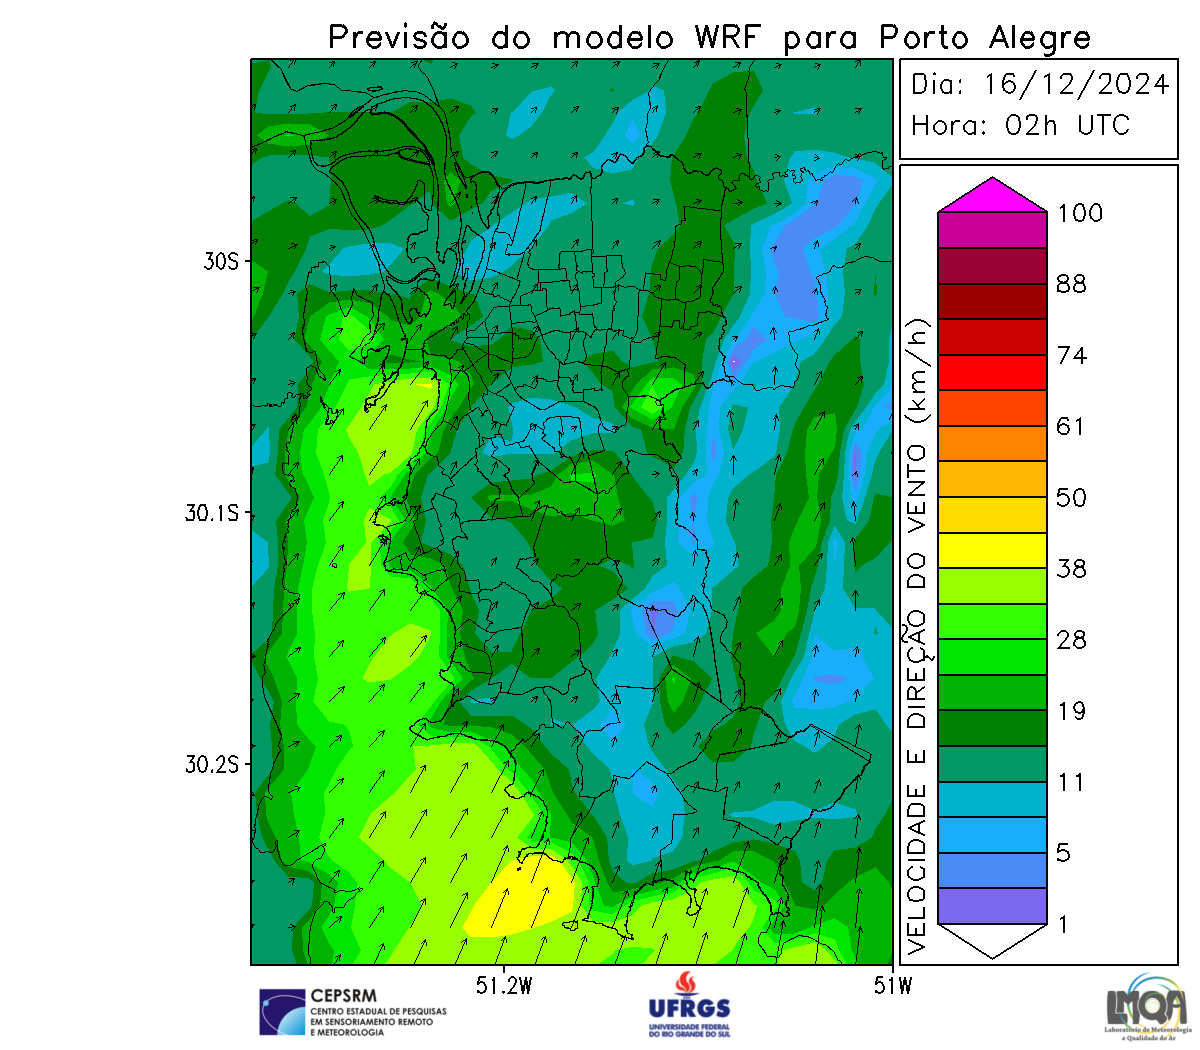 Previsão do modelo WRF para Porto Alegre
Dia: 16/12/2024
Hora: 02h UTC
30S
30.1S
30.2S
51.2W
51W
VELOCIDADE E DIREÇÃO DO VENTO (km/h)
100
88
74
61
50
38
28
19
11
5
1
CEPSRM
CENTRO ESTADUAL DE PESQUISAS
EM SENSORIAMENTO REMOTO
E METEOROLOGIA
UFRGS
UNIVERSIDADE FEDERAL
DO RIO GRANDE DO SUL
LMQA
Laboratório de Meteorologia
e Qualidade do Ar